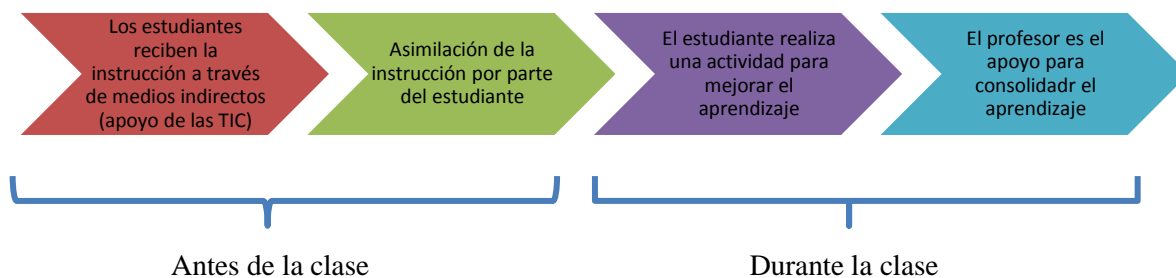 Los estudiantes
reciben la
instrucción a través
de medios indirectos
(apoyo de las TIC)
Asimilación de la
instrucción por parte
del estudiante
El estudiante realiza
una actividad para
mejorar el
aprendizaje
El profesor es el
apoyo para
consolidadr el
aprendizaje
Antes de la clase
Durante la clase